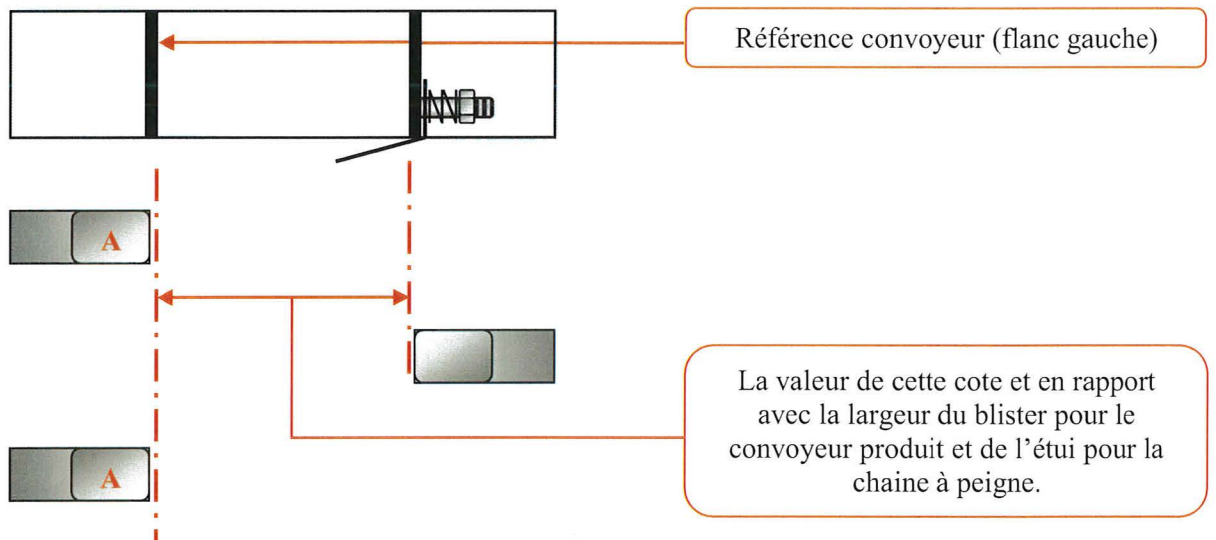 Référence convoyeur (flanc gauche)
A
La valeur de cette cote et en rapport
avec la largeur du blister pour le
convoyeur produit et de l'étui pour la
chaine à peigne.
A